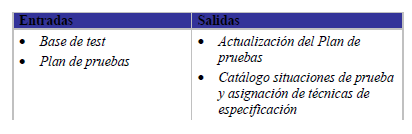 Entradas
Salidas
• Base de test
• Plan de pruebas
• Actualización del Plan de
pruebas
• Catálogo situaciones de prueba
y asignación de técnicas de
especificación